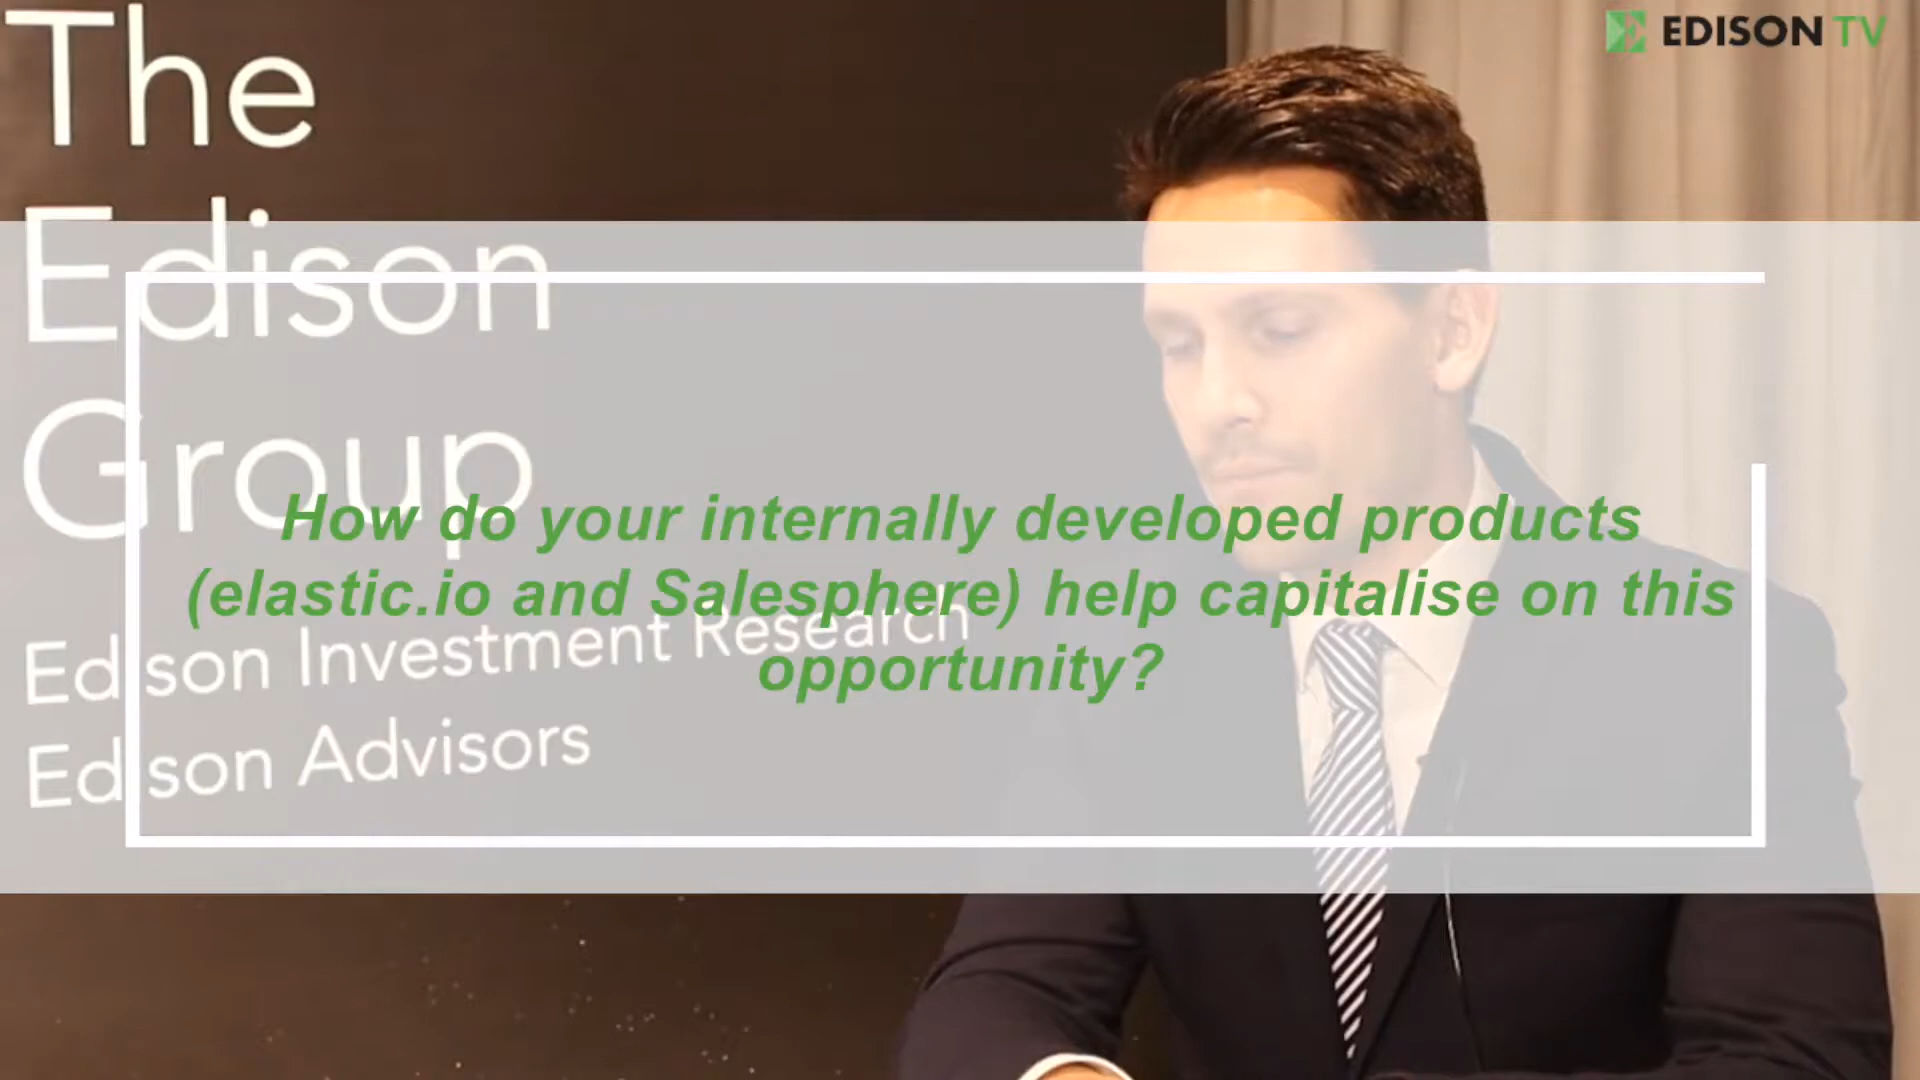 The
Edison
Group
Edison Investment Research
Edison Advisors
EDISON TV
How do your internally developed products
(elastic.io and Salesphere) help capitalise on this
opportunity?